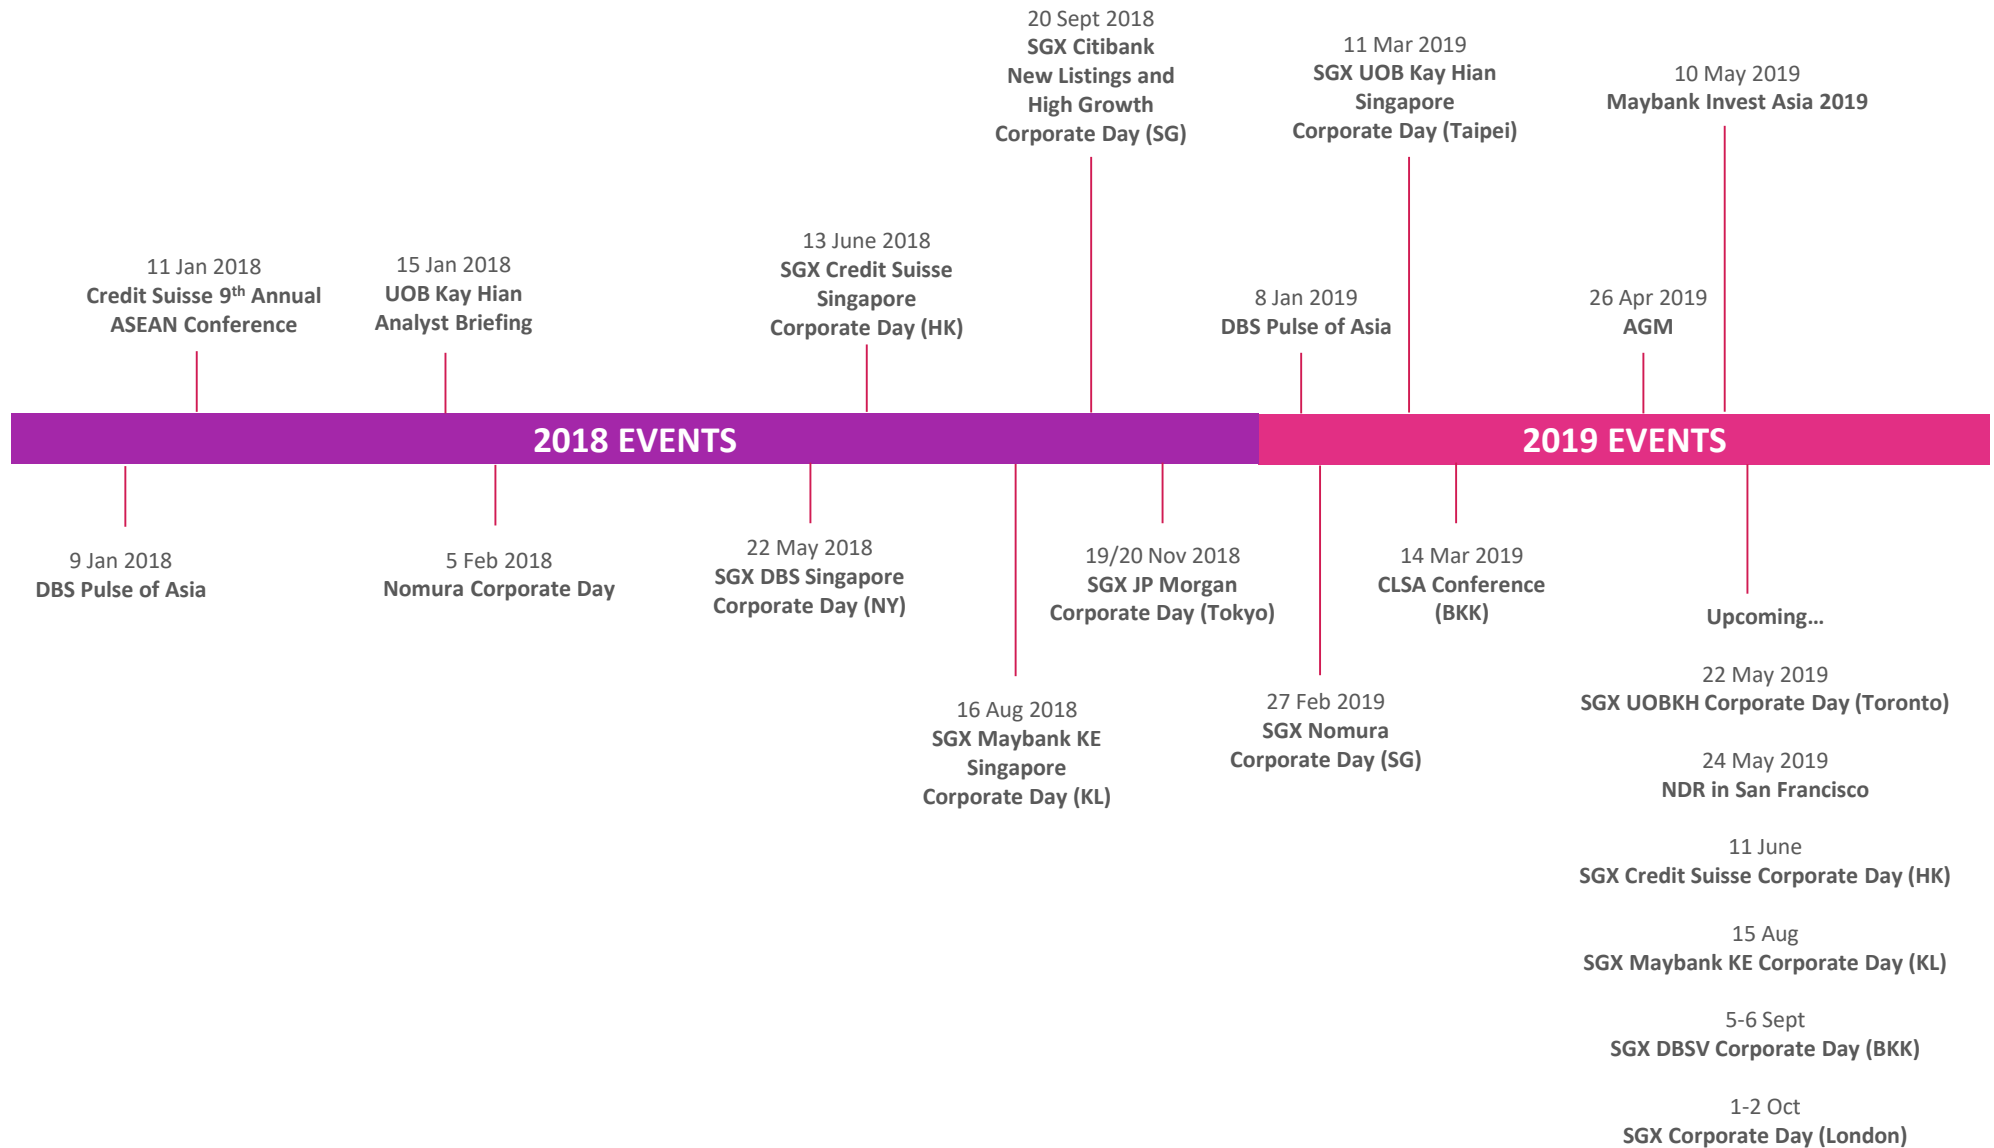 20 Sept 2018
SGX Citibank
New Listings and
High Growth
Corporate Day (SG)
11 Mar 2019
SGX UOB Kay Hian
Singapore
Corporate Day (Taipei)
10 May 2019
Maybank Invest Asia 2019
11 Jan 2018
Credit Suisse 9th Annual
ASEAN Conference
15 Jan 2018
UOB Kay Hian
Analyst Briefing
13 June 2018
SGX Credit Suisse
Singapore
Corporate Day (HK)
8 Jan 2019
DBS Pulse of Asia
26 Apr 2019
AGM
2018 EVENTS
2019 EVENTS
9 Jan 2018
DBS Pulse of Asia
5 Feb 2018
Nomura Corporate Day
22 May 2018
SGX DBS Singapore
Corporate Day (NY)
16 Aug 2018
SGX Maybank KE
Singapore
Corporate Day (KL)
19/20 Nov 2018
SGX JP Morgan
Corporate Day (Tokyo)
27 Feb 2019
SGX Nomura
Corporate Day (SG)
14 Mar 2019
CLSA Conference
(BKK)
Upcoming…
22 May 2019
SGX UOBKH Corporate Day (Toronto)
24 May 2019
NDR in San Francisco
11 June
SGX Credit Suisse Corporate Day (HK)
15 Aug
SGX Maybank KE Corporate Day (KL)
5-6 Sept
SGX DBSV Corporate Day (BKK)
1-2 Oct
SGX Corporate Day (London)